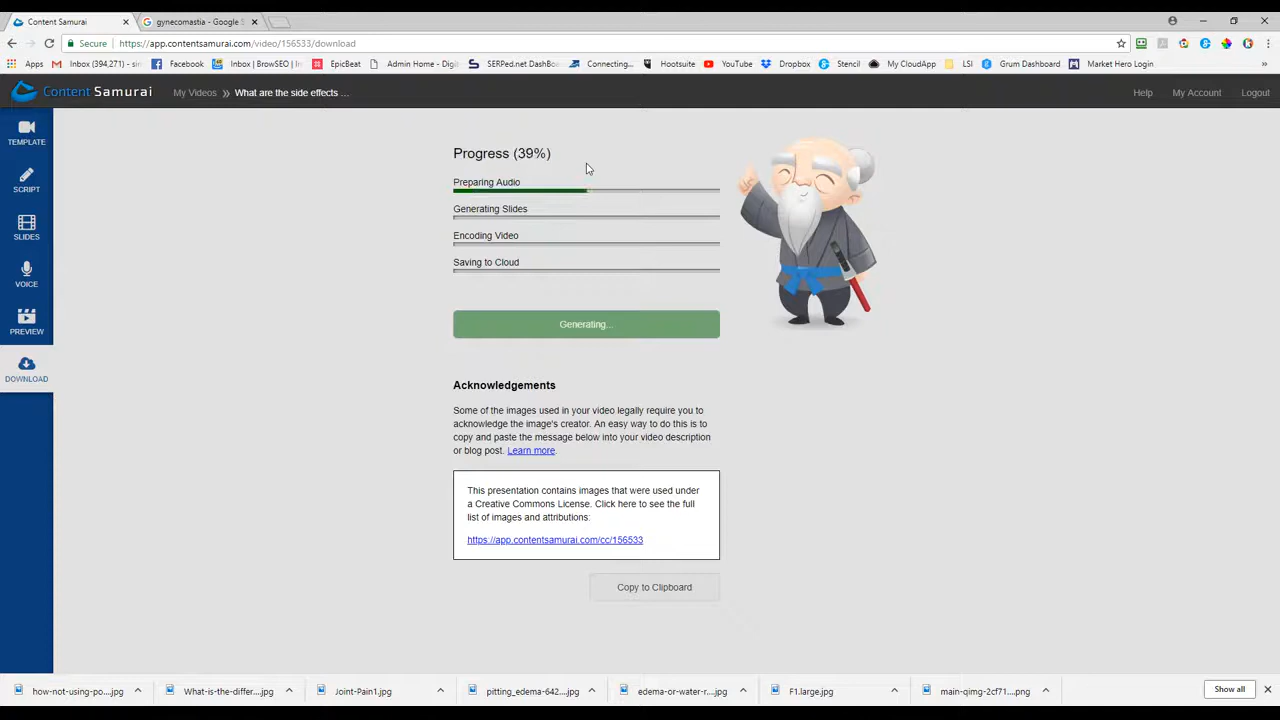 Content Samurai
gynecomastia - Google S
Secure
https://app.contentsamurai.com/video/156533/download
Apps
Inbox (394,271) - sin
Facebook
Inbox | BrowSEO | In
EpicBeat
Admin Home - Digi
SERPed.net DashBo
Connecting...
Hootsuite
YouTube
Dropbox
Stencil
My CloudApp
LSI
Grum Dashboard
Market Hero Login
Content Samurai
My Videos
What are the side effects ...
Help
My Account
Logout
TEMPLATE
SCRIPT
SLIDES
VOICE
PREVIEW
DOWNLOAD
Progress (39%)
Preparing Audio
Generating Slides
Encoding Video
Saving to Cloud
Generating...
Acknowledgements
Some of the images used in your video legally require you to
acknowledge the image's creator. An easy way to do this is to
copy and paste the message below into your video description
or blog post. Learn more.
This presentation contains images that were used under
a Creative Commons License. Click here to see the full
list of images and attributions:
https://app.contentsamurai.com/cc/156533
Copy to Clipboard
how-not-using-po....jpg
What-is-the-differ....jpg
Joint-Pain1.jpg
pitting_edema-642....jpg
edema-or-water-r....jpg
F1.large.jpg
main-qimg-2cf71....png
Show all